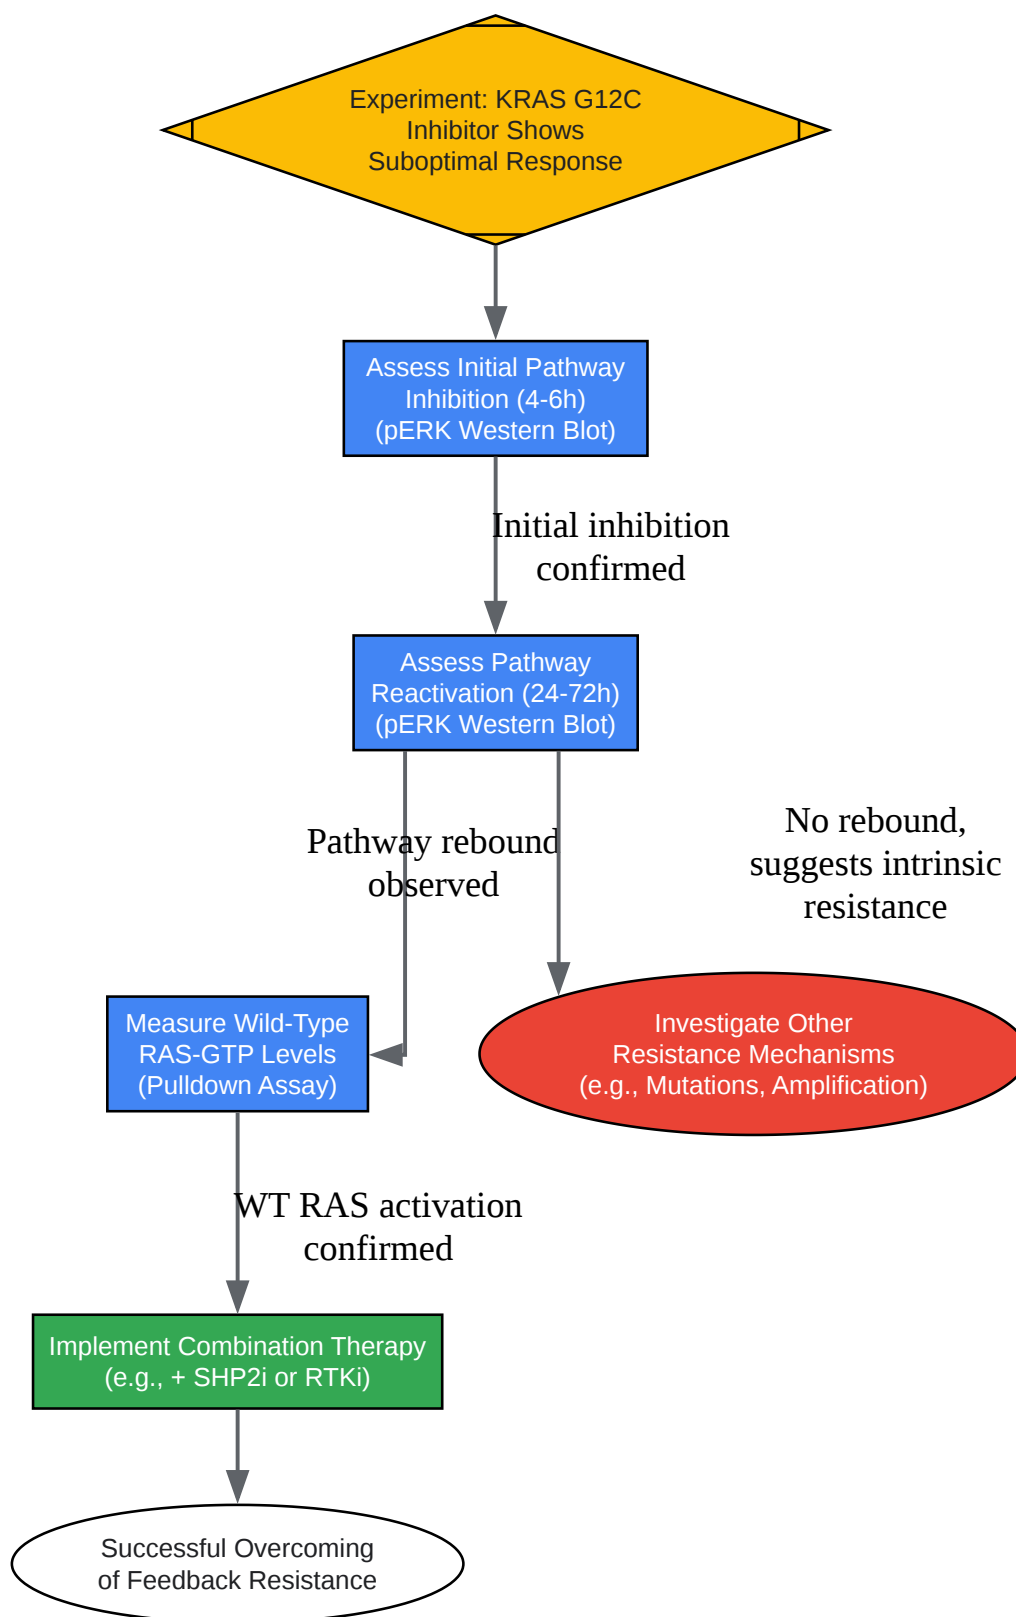 Experiment: KRAS G12C
Inhibitor Shows
Suboptimal Response
Assess Initial Pathway
Inhibition (4-6h)
(pERK Western Blot)
Initial inhibition
confirmed
Assess Pathway
Reactivation (24-72h)
(pERK Western Blot)
Pathway rebound
observed
No rebound,
suggests intrinsic
resistance
Measure Wild-Type
RAS-GTP Levels
(Pulldown Assay)
Investigate Other
Resistance Mechanisms
(e.g., Mutations, Amplification)
WT RAS activation
confirmed
Implement Combination Therapy
(e.g., + SHP2i or RTKi)
Successful Overcoming
of Feedback Resistance